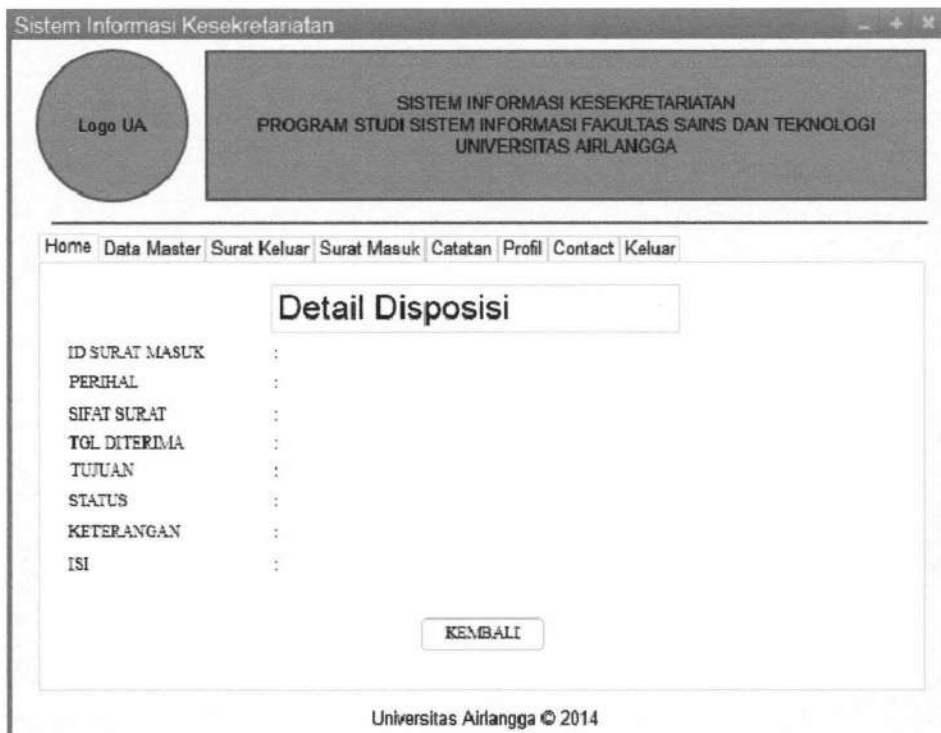 Sistem Informasi Kesekretariatan
Logo UA
SISTEM INFORMASI KESEKRETARIATAN
PROGRAM STUDI SISTEM INFORMASI FAKULTAS SAINS DAN TEKNOLOGI
UNIVERSITAS AIRLANGGA
Home Data Master Surat Keluar Surat Masuk Catatan Profil Contact Keluar
Detail Disposisi
ID SURAT MASUK :
PERIHAL :
SIFAT SURAT :
TGL DITERIMA :
TUJUAN :
STATUS :
KETERANGAN :
ISI :
KEMBALI
Universitas Airlangga © 2014